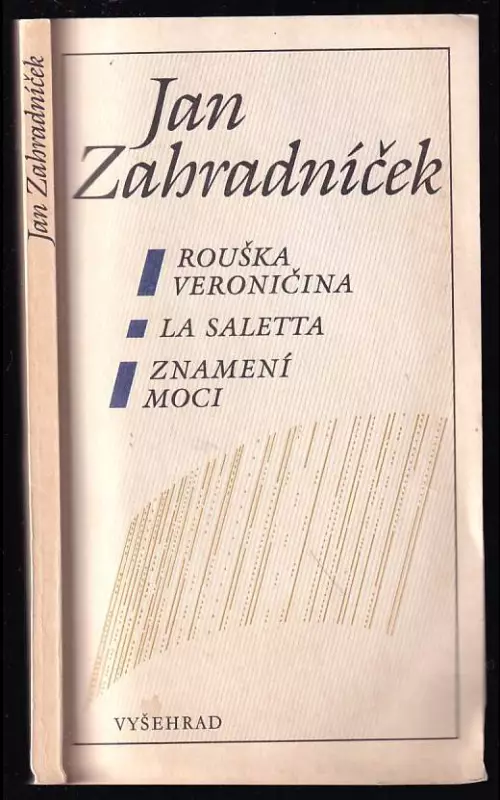 Jan Zahradníček
Jan
Zahradníček
ROUŠKA
VERONIČINA
LA SALETTA
ZNAMENÍ
MOCI
VYŠEHRAD